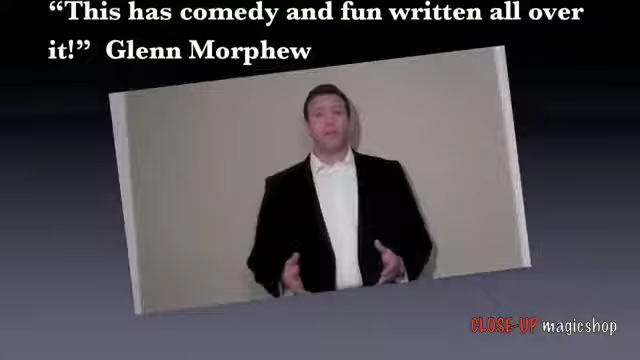 “This has comedy and fun written all over
it!” Glenn Morphew
CLOSE-UP magicshop